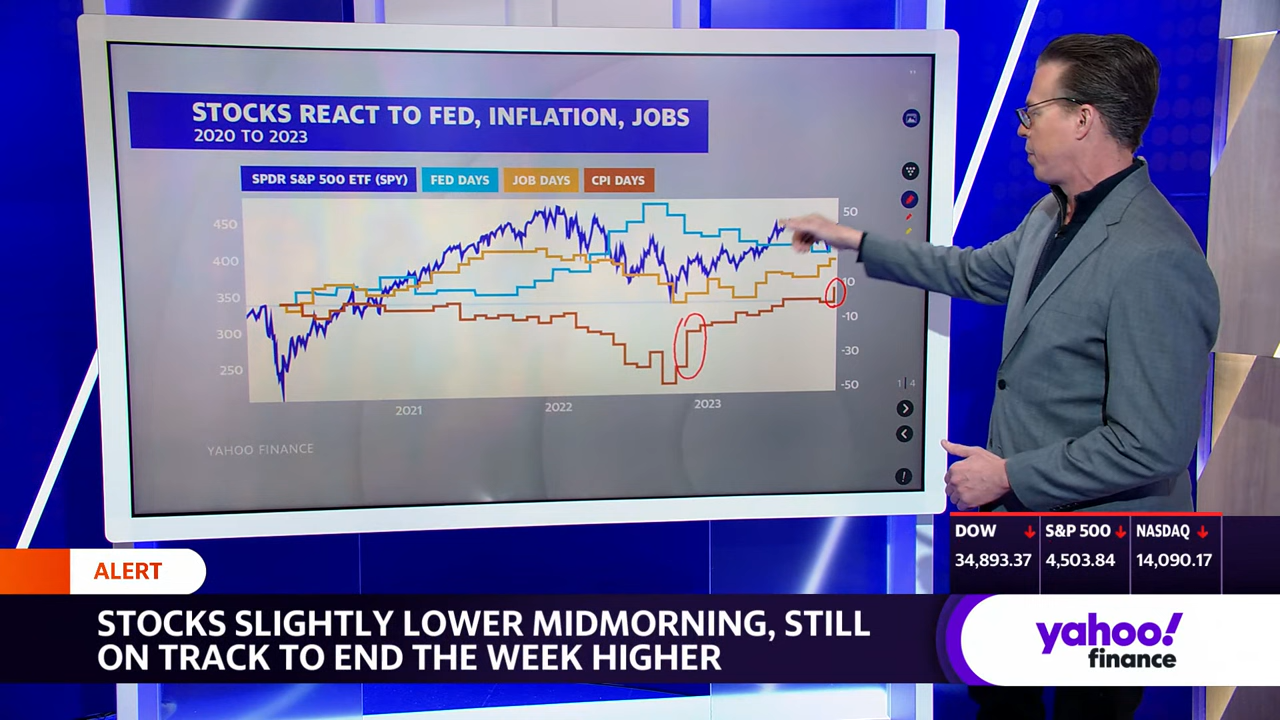 STOCKS REACT TO FED, INFLATION, JOBS
2020 TO 2023
SPDR S&P 500 ETF (SPY) FED DAYS JOB DAYS CPI DAYS
450 50
400
350 10
300 -10
250 -30
-50
2021 2022 2023
1 | 4
YAHOO FINANCE
DOW S&P 500 NASDAQ
34,893.37 4,503.84 14,090.17
ALERT
STOCKS SLIGHTLY LOWER MIDMORNING, STILL
ON TRACK TO END THE WEEK HIGHER
yahoo!
finance